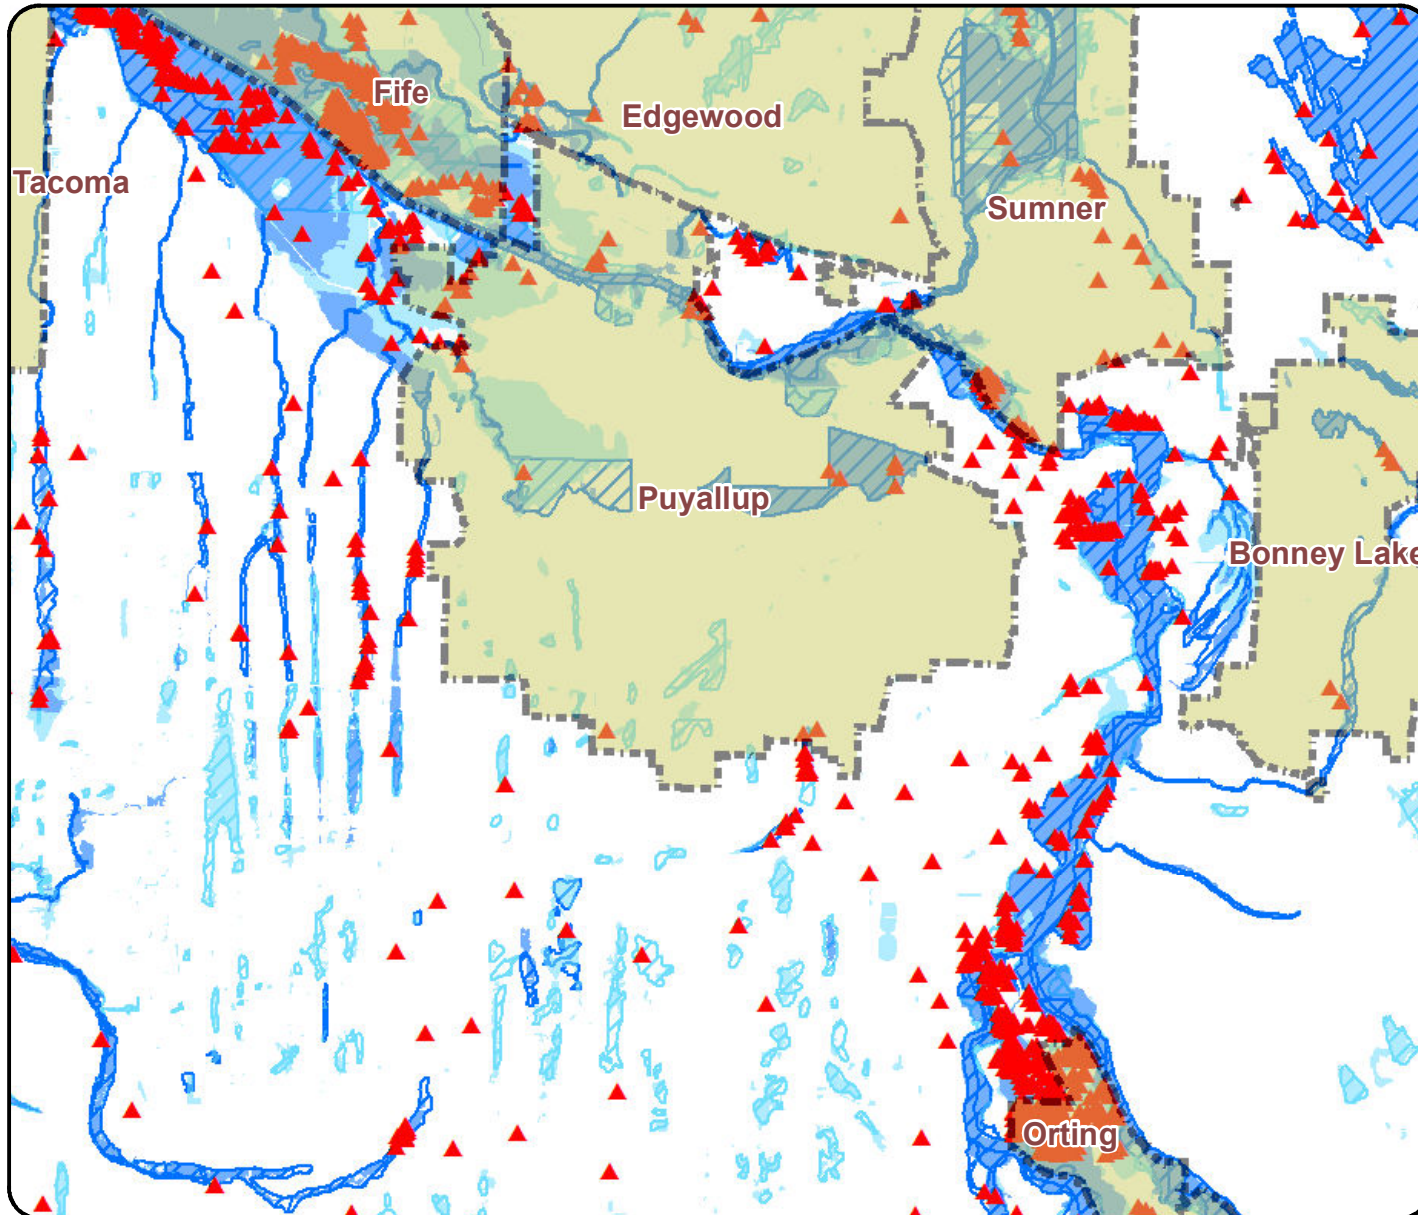 Fife
Edgewood
Tacoma
Sumner
Puyallup
Bonney Lake
Orting